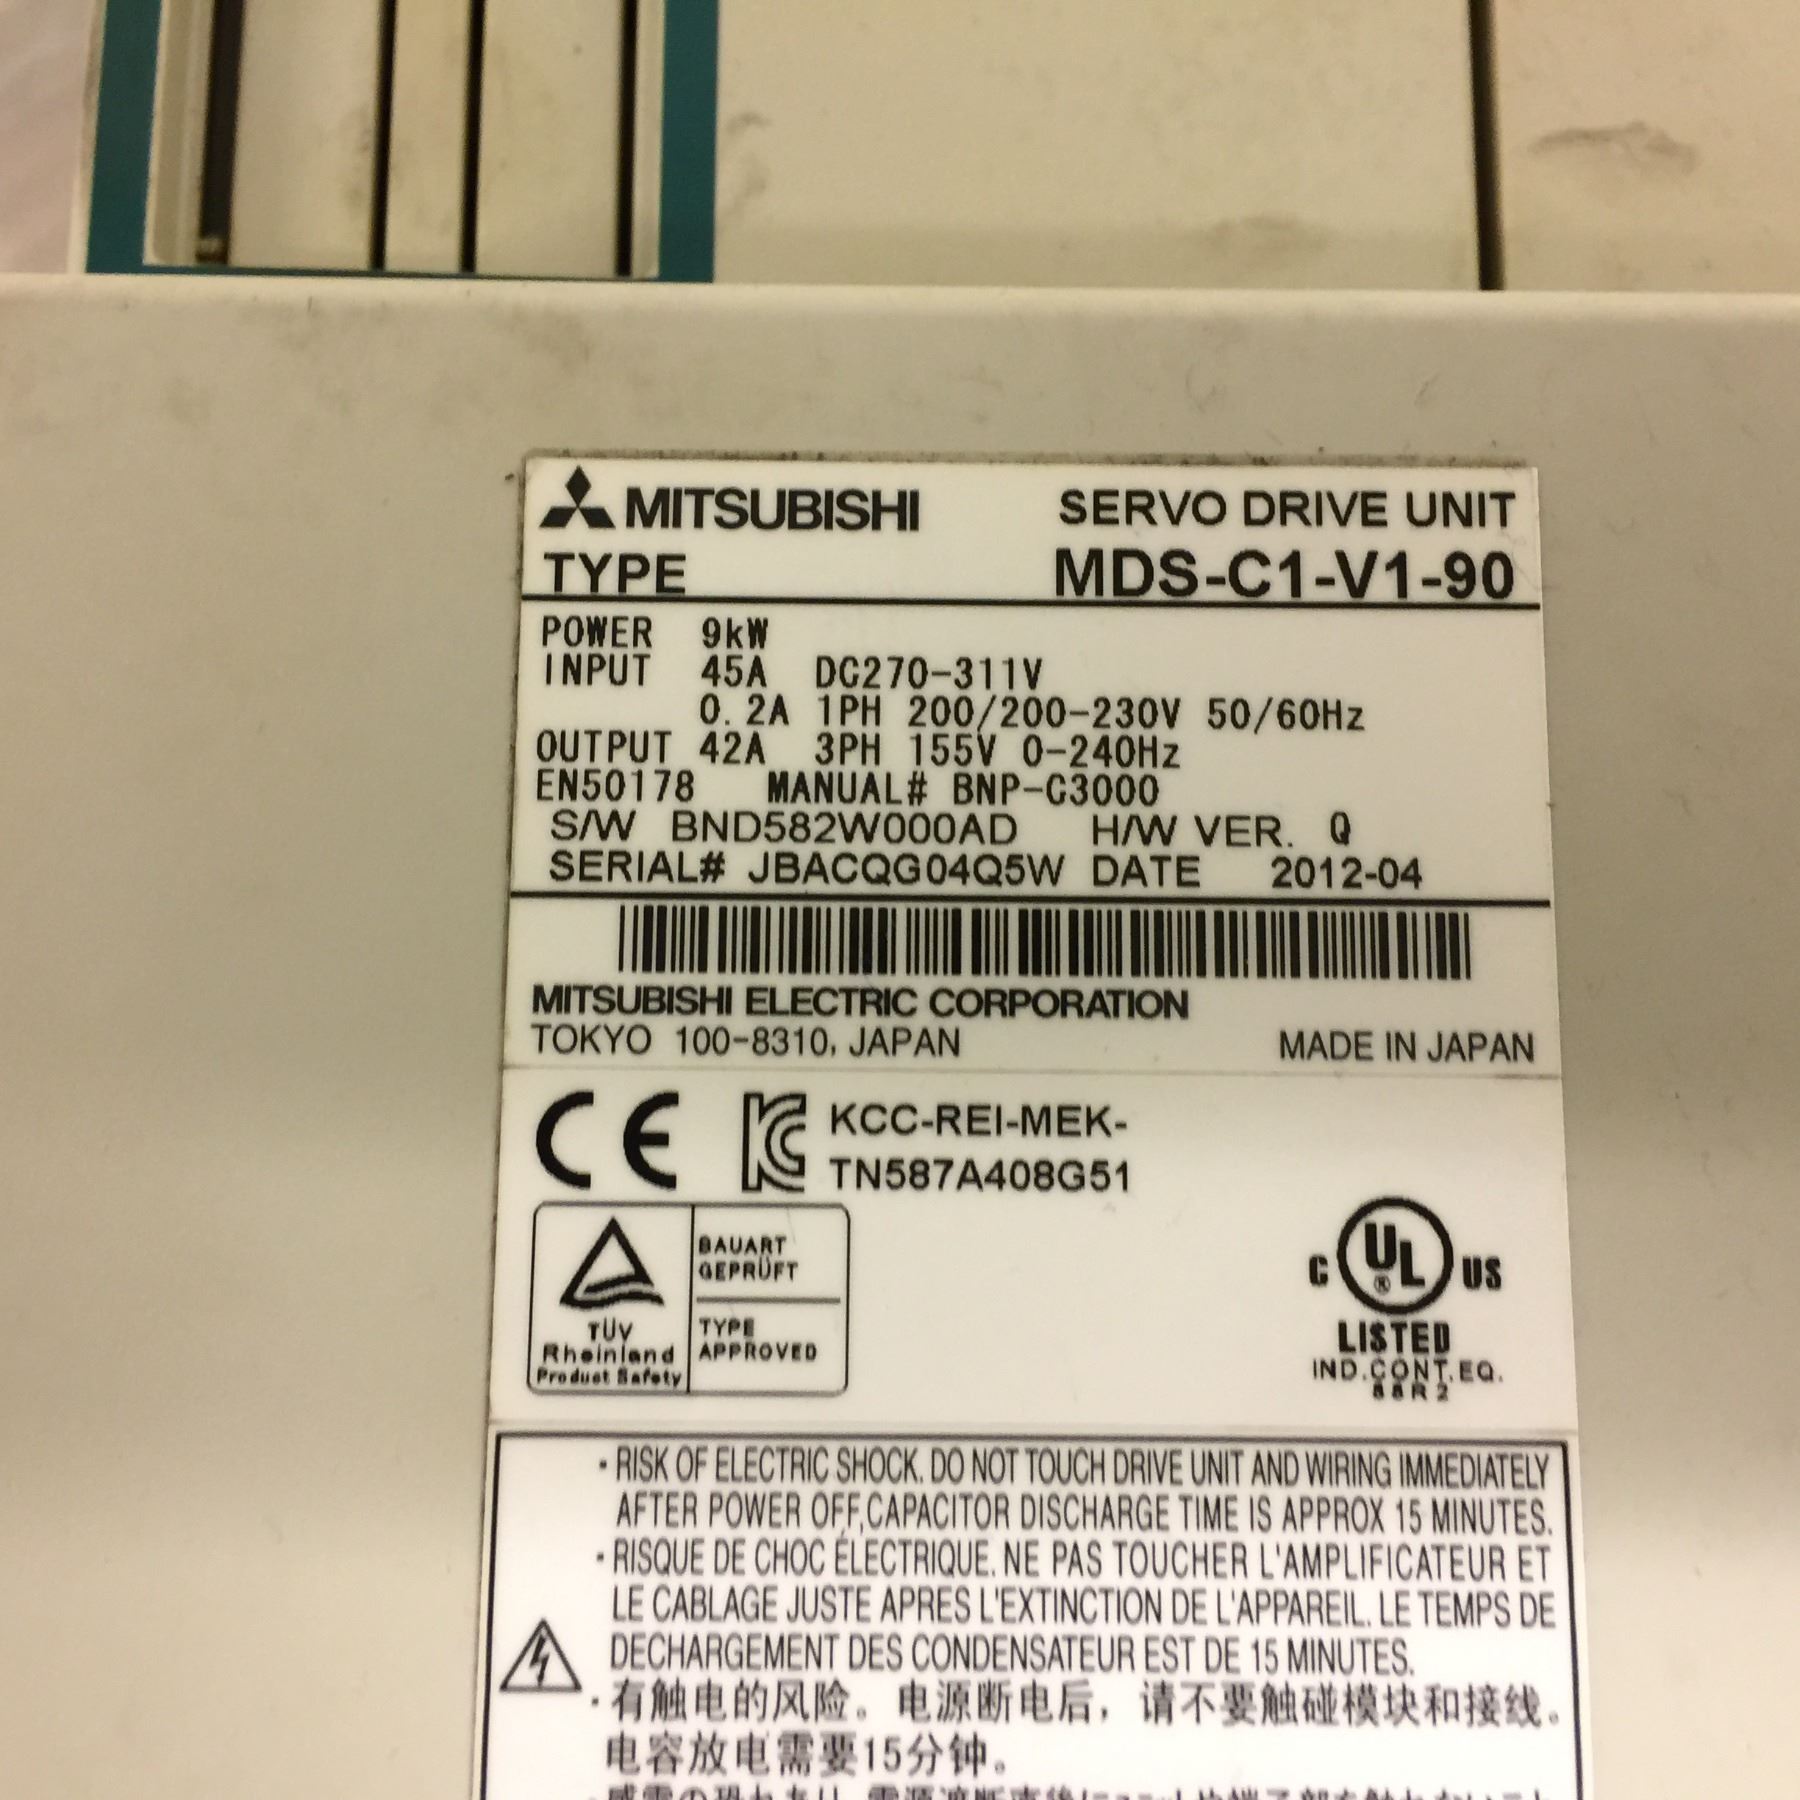 MITSUBISHI SERVO DRIVE UNIT
TYPE MDS-C1-V1-90
POWER 9kW
INPUT 45A DC270-311V
0.2A 1PH 200/200-230V 50/60Hz
OUTPUT 42A 3PH 155V 0-240Hz
EN50178 MANUAL# BNP-C3000
S/W BND582W000AD H/W VER. Q
SERIAL# JBACQG04Q5W DATE 2012-04
MITSUBISHI ELECTRIC CORPORATION
TOKYO 100-8310, JAPAN MADE IN JAPAN
CE KCC-REI-MEK-
TN587A408G51
BAUART
GEPRÜFT
TÜV
Rheinland
Product Safety
TYPE
APPROVED
C UL ® US
LISTED
IND.CONT.EQ.
88R2
・RISK OF ELECTRIC SHOCK. DO NOT TOUCH DRIVE UNIT AND WIRING IMMEDIATELY
AFTER POWER OFF,CAPACITOR DISCHARGE TIME IS APPROX 15 MINUTES.
・RISQUE DE CHOC ÉLECTRIQUE. NE PAS TOUCHER L'AMPLIFICATEUR ET
LE CABLAGE JUSTE APRES L'EXTINCTION DE L'APPAREIL. LE TEMPS DE
DECHARGEMENT DES CONDENSATEUR EST DE 15 MINUTES.
・有触电的风险。电源断电后，请不要触碰模块和接线。
电容放电需要15分钟。